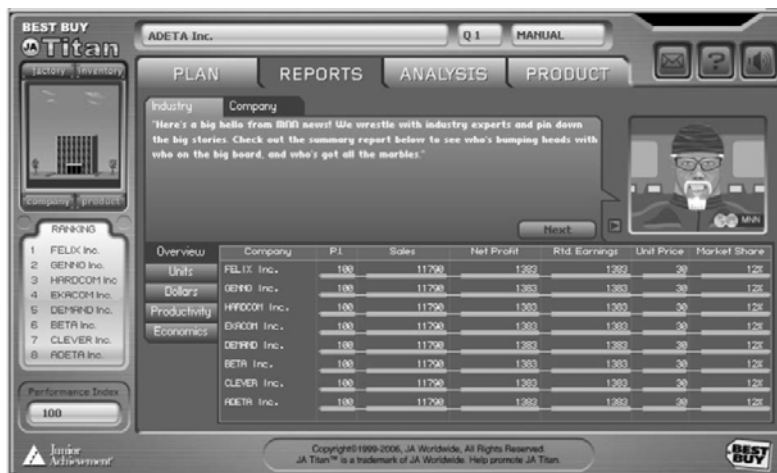 BEST BUY
JA Titan
ADETA Inc.
Q 1
MANUAL
factory
inventory
PLAN
REPORTS
ANALYSIS
PRODUCT
Industry
Company
"Here's a big hello from MNN news! We wrestle with industry experts and pin down
the big stories. Check out the summary report below to see who's bumping heads with
who on the big board, and who's got all the marbles."
company
product
Next
MNN
RANKING
1 FELIX Inc.
2 GENNO Inc.
3 HARDCOM Inc
4 EXACOM Inc.
5 DEMAND Inc.
6 BETA Inc.
7 CLEVER Inc.
8 ADETA Inc.
Overview
Units
Dollars
Productivity
Economics
Company P.I. Sales Net Profit Rtd. Earnings Unit Price Market Share
FELIX Inc. 100 11790 1383 1383 30 12%
GENNO Inc. 100 11790 1383 1383 30 12%
HARDCOM Inc. 100 11790 1383 1383 30 12%
EXACOM Inc. 100 11790 1383 1383 30 12%
DEMAND Inc. 100 11790 1383 1383 30 12%
BETA Inc. 100 11790 1383 1383 30 12%
CLEVER Inc. 100 11790 1383 1383 30 12%
ADETA Inc. 100 11790 1383 1383 30 12%
Performance Index
100
Junior
Achievement
Copyright©1999-2006, JA Worldwide, All Rights Reserved.
JA Titan™ is a trademark of JA Worldwide. Help promote JA Titan.
BEST
BUY